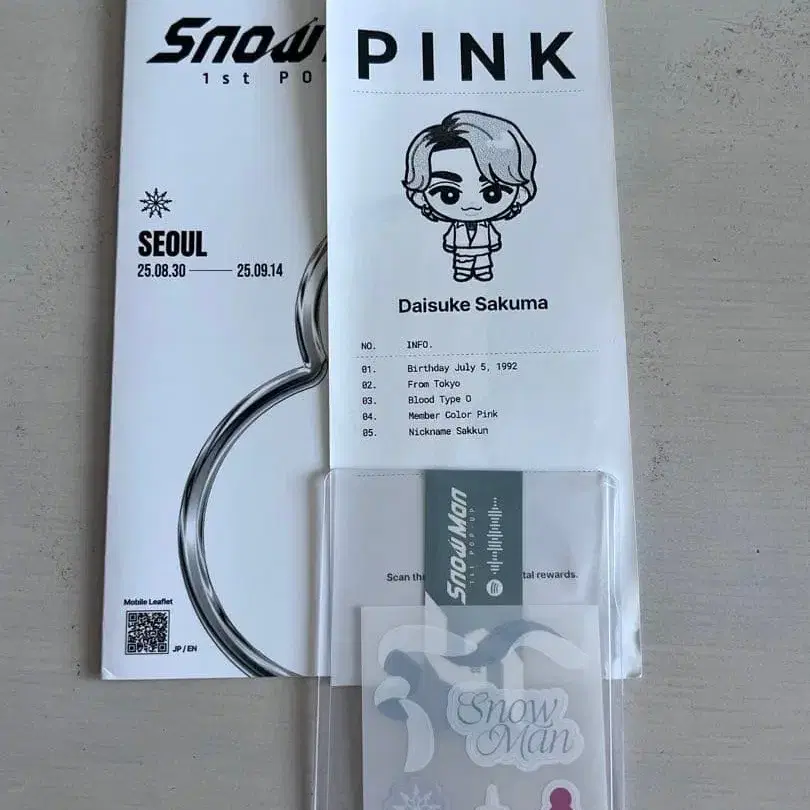 Snow
1st PO
SEOUL
25.08.30 — 25.09.14
Mobile Leaflet
JP / EN
PINK
Daisuke Sakuma
NO. INFO.
01. Birthday July 5, 1992
02. From Tokyo
03. Blood Type O
04. Member Color Pink
05. Nickname Sakkun
Snow Man
1ST POP-UP
Scan th
tal rewards.
Snow
Man